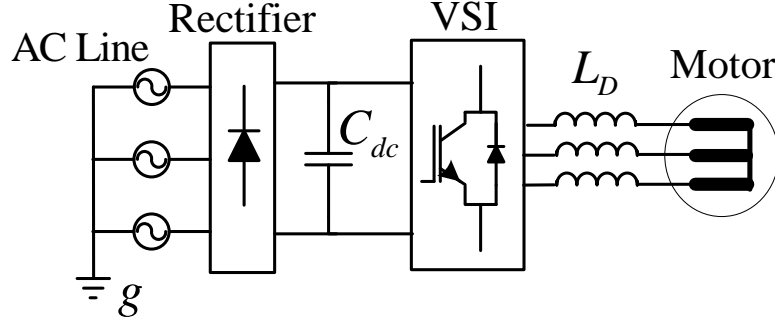 Rectifier
VSI
AC Line
L_D
Motor
C_dc
g